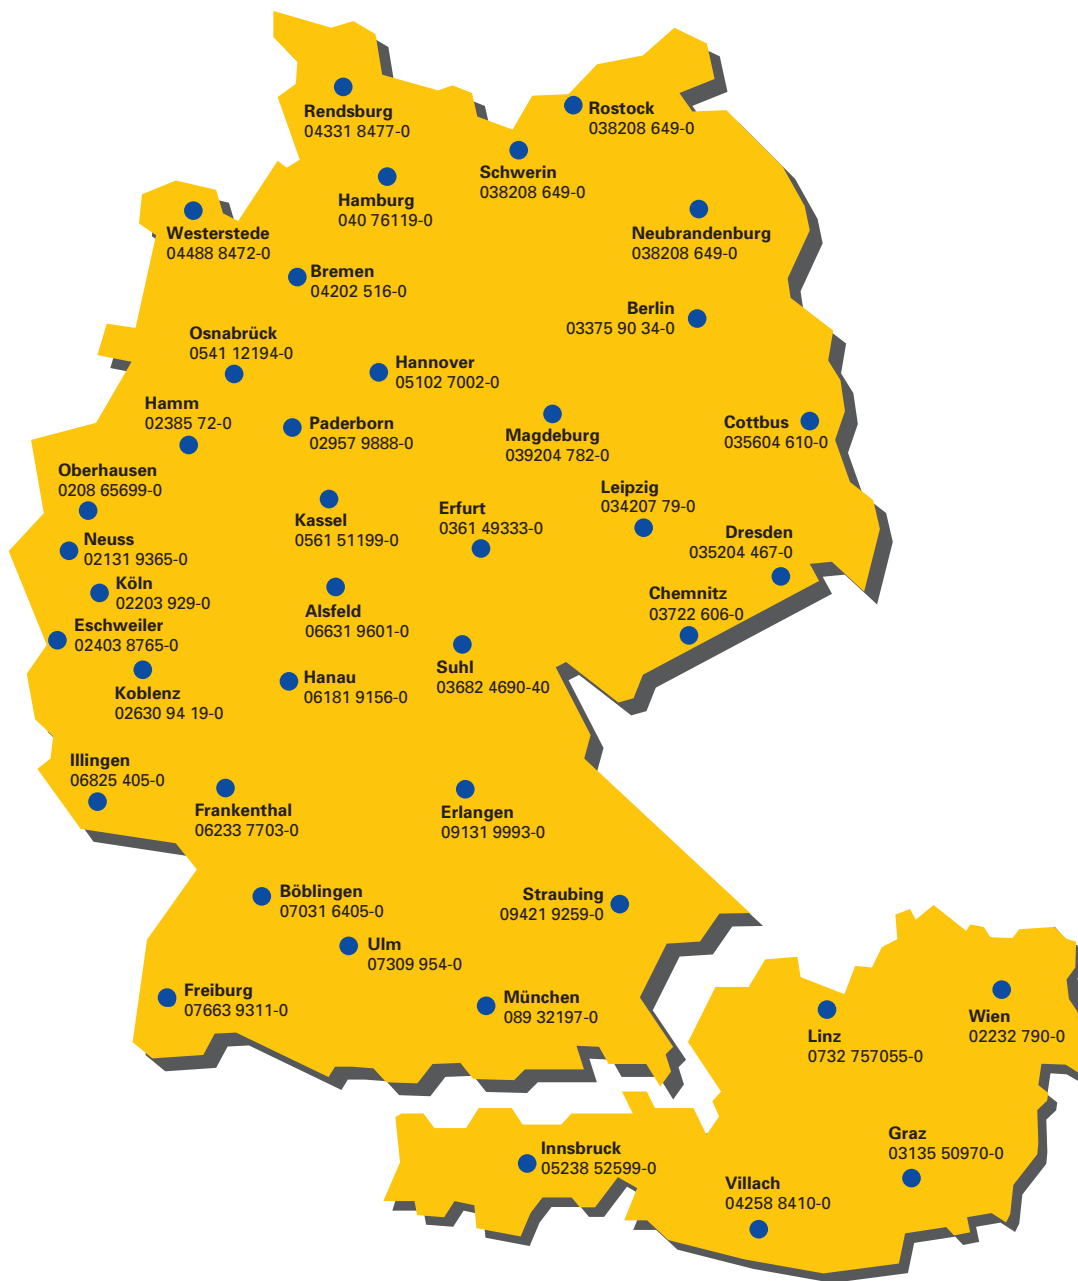 Rendsburg
04331 8477-0
Rostock
038208 649-0
Schwerin
038208 649-0
Hamburg
040 76119-0
Westerstede
04488 8472-0
Neubrandenburg
038208 649-0
Bremen
04202 516-0
Berlin
03375 90 34-0
Osnabrück
0541 12194-0
Hannover
05102 7002-0
Hamm
02385 72-0
Paderborn
02957 9888-0
Magdeburg
039204 782-0
Cottbus
035604 610-0
Oberhausen
0208 65699-0
Leipzig
034207 79-0
Kassel
0561 51199-0
Erfurt
0361 49333-0
Dresden
035204 467-0
Neuss
02131 9365-0
Köln
02203 929-0
Alsfeld
06631 9601-0
Chemnitz
03722 606-0
Eschweiler
02403 8765-0
Suhl
03682 4690-40
Hanau
06181 9156-0
Koblenz
02630 94 19-0
Illingen
06825 405-0
Frankenthal
06233 7703-0
Erlangen
09131 9993-0
Böblingen
07031 6405-0
Straubing
09421 9259-0
Ulm
07309 954-0
Freiburg
07663 9311-0
München
089 32197-0
Linz
0732 757055-0
Wien
02232 790-0
Innsbruck
05238 52599-0
Graz
03135 50970-0
Villach
04258 8410-0